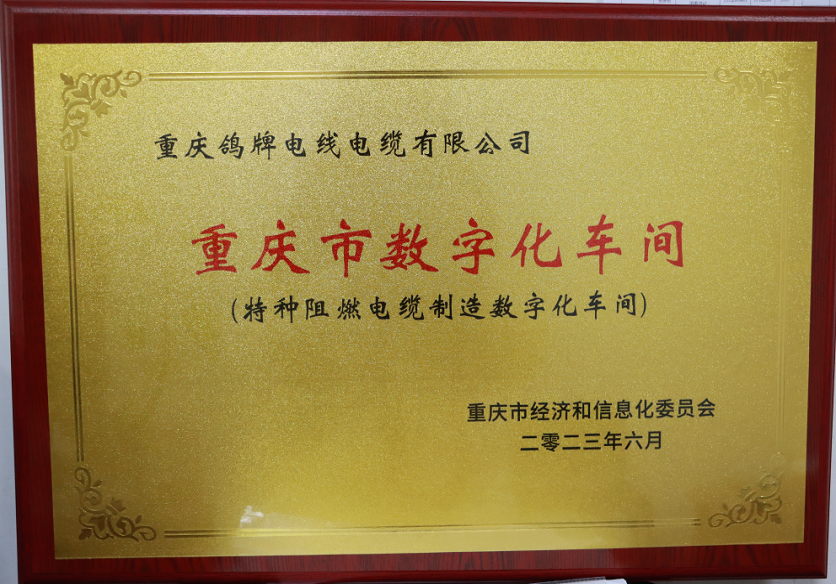 重庆鸽牌电线电缆有限公司
重庆市数字化车间
(特种阻燃电缆制造数字化车间)
重庆市经济和信息化委员会
二零二三年六月